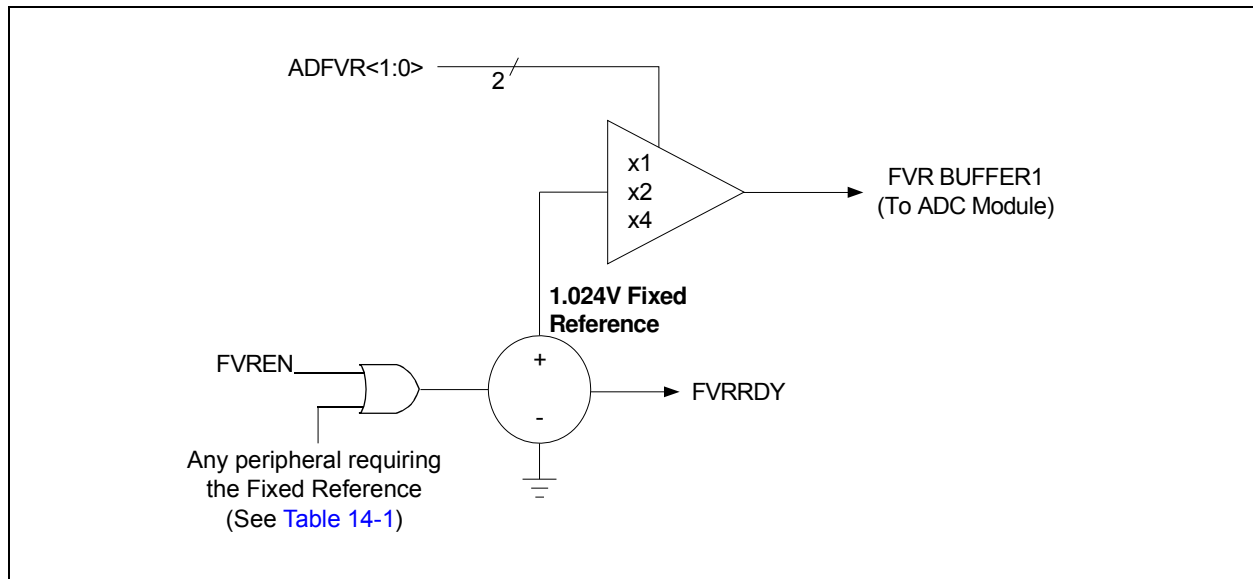 ADFVR<1:0>
2
x1
x2
x4
FVR BUFFER1
(To ADC Module)
1.024V Fixed
Reference
+
-
FVREN
FVRRDY
Any peripheral requiring
the Fixed Reference
(See Table 14-1)